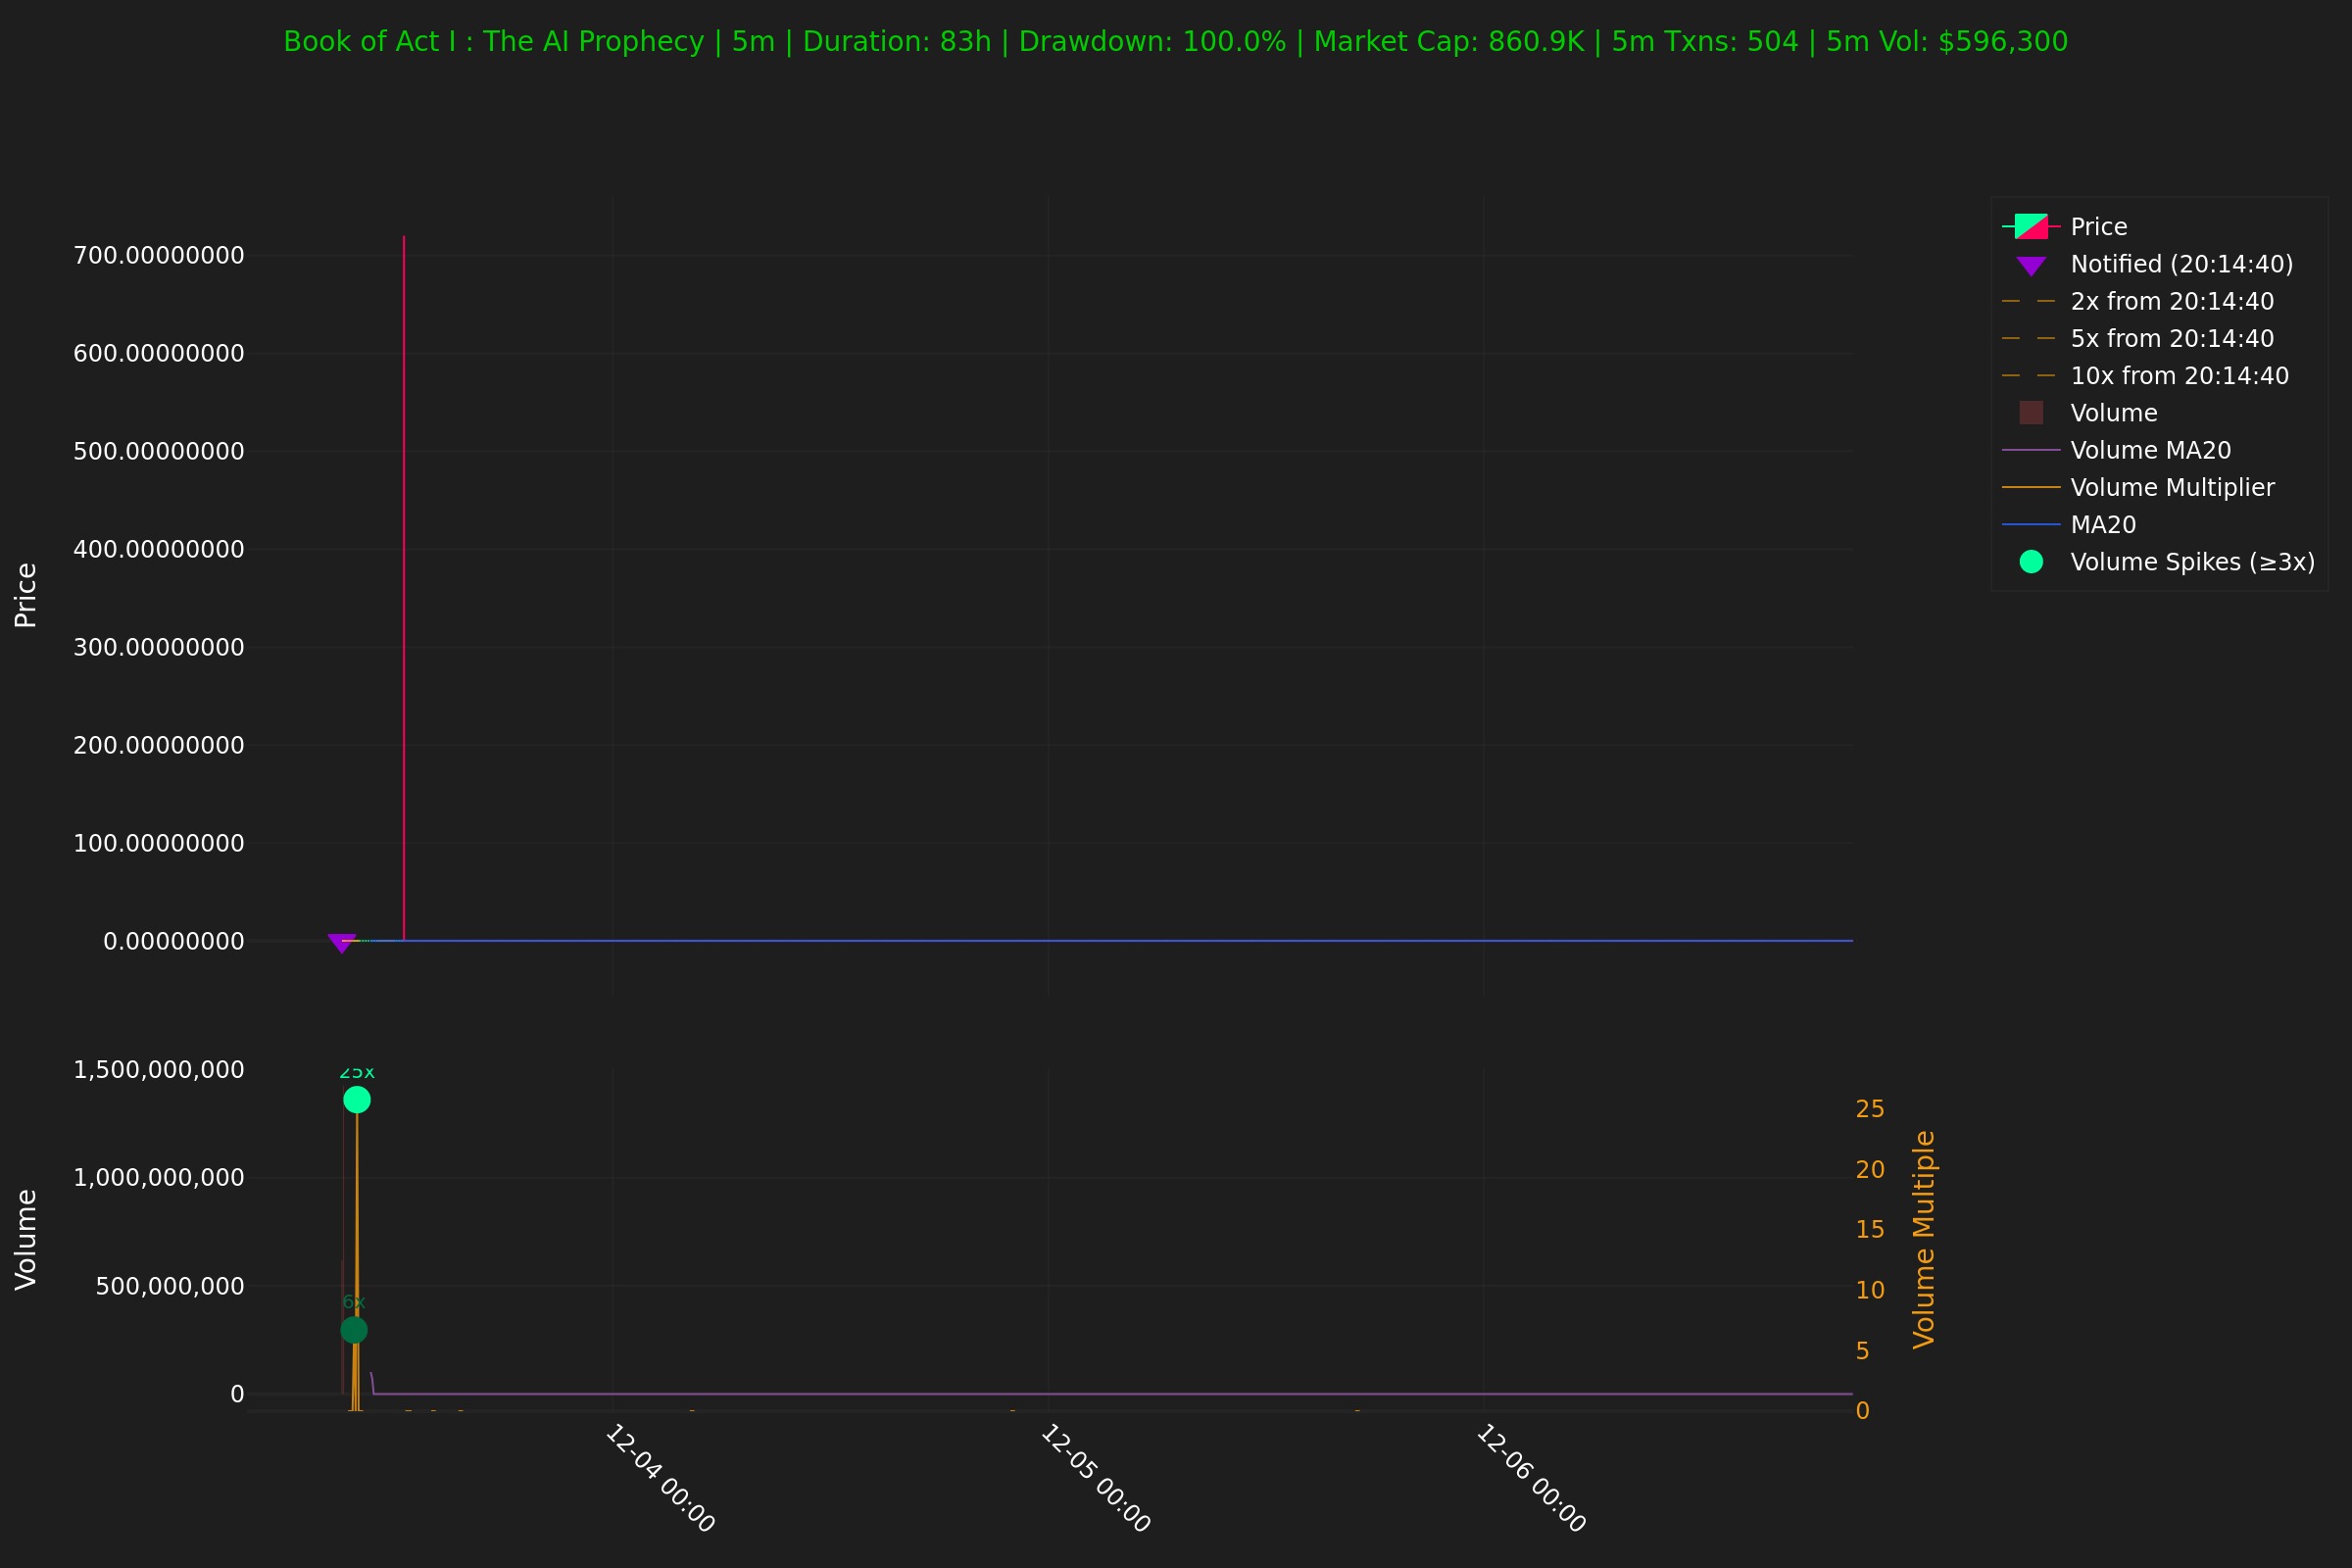 Book of Act I : The AI Prophecy | 5m | Duration: 83h | Drawdown: 100.0% | Market Cap: 860.9K | 5m Txns: 504 | 5m Vol: $596,300
Price
700.00000000
600.00000000
500.00000000
400.00000000
300.00000000
200.00000000
100.00000000
0.00000000
Price
Notified (20:14:40)
2x from 20:14:40
5x from 20:14:40
10x from 20:14:40
Volume
Volume MA20
Volume Multiplier
MA20
Volume Spikes (≥3x)
Volume
1,500,000,000
1,000,000,000
500,000,000
0
25x
6x
25
20
15
10
5
0
Volume Multiple
12-04 00:00
12-05 00:00
12-06 00:00